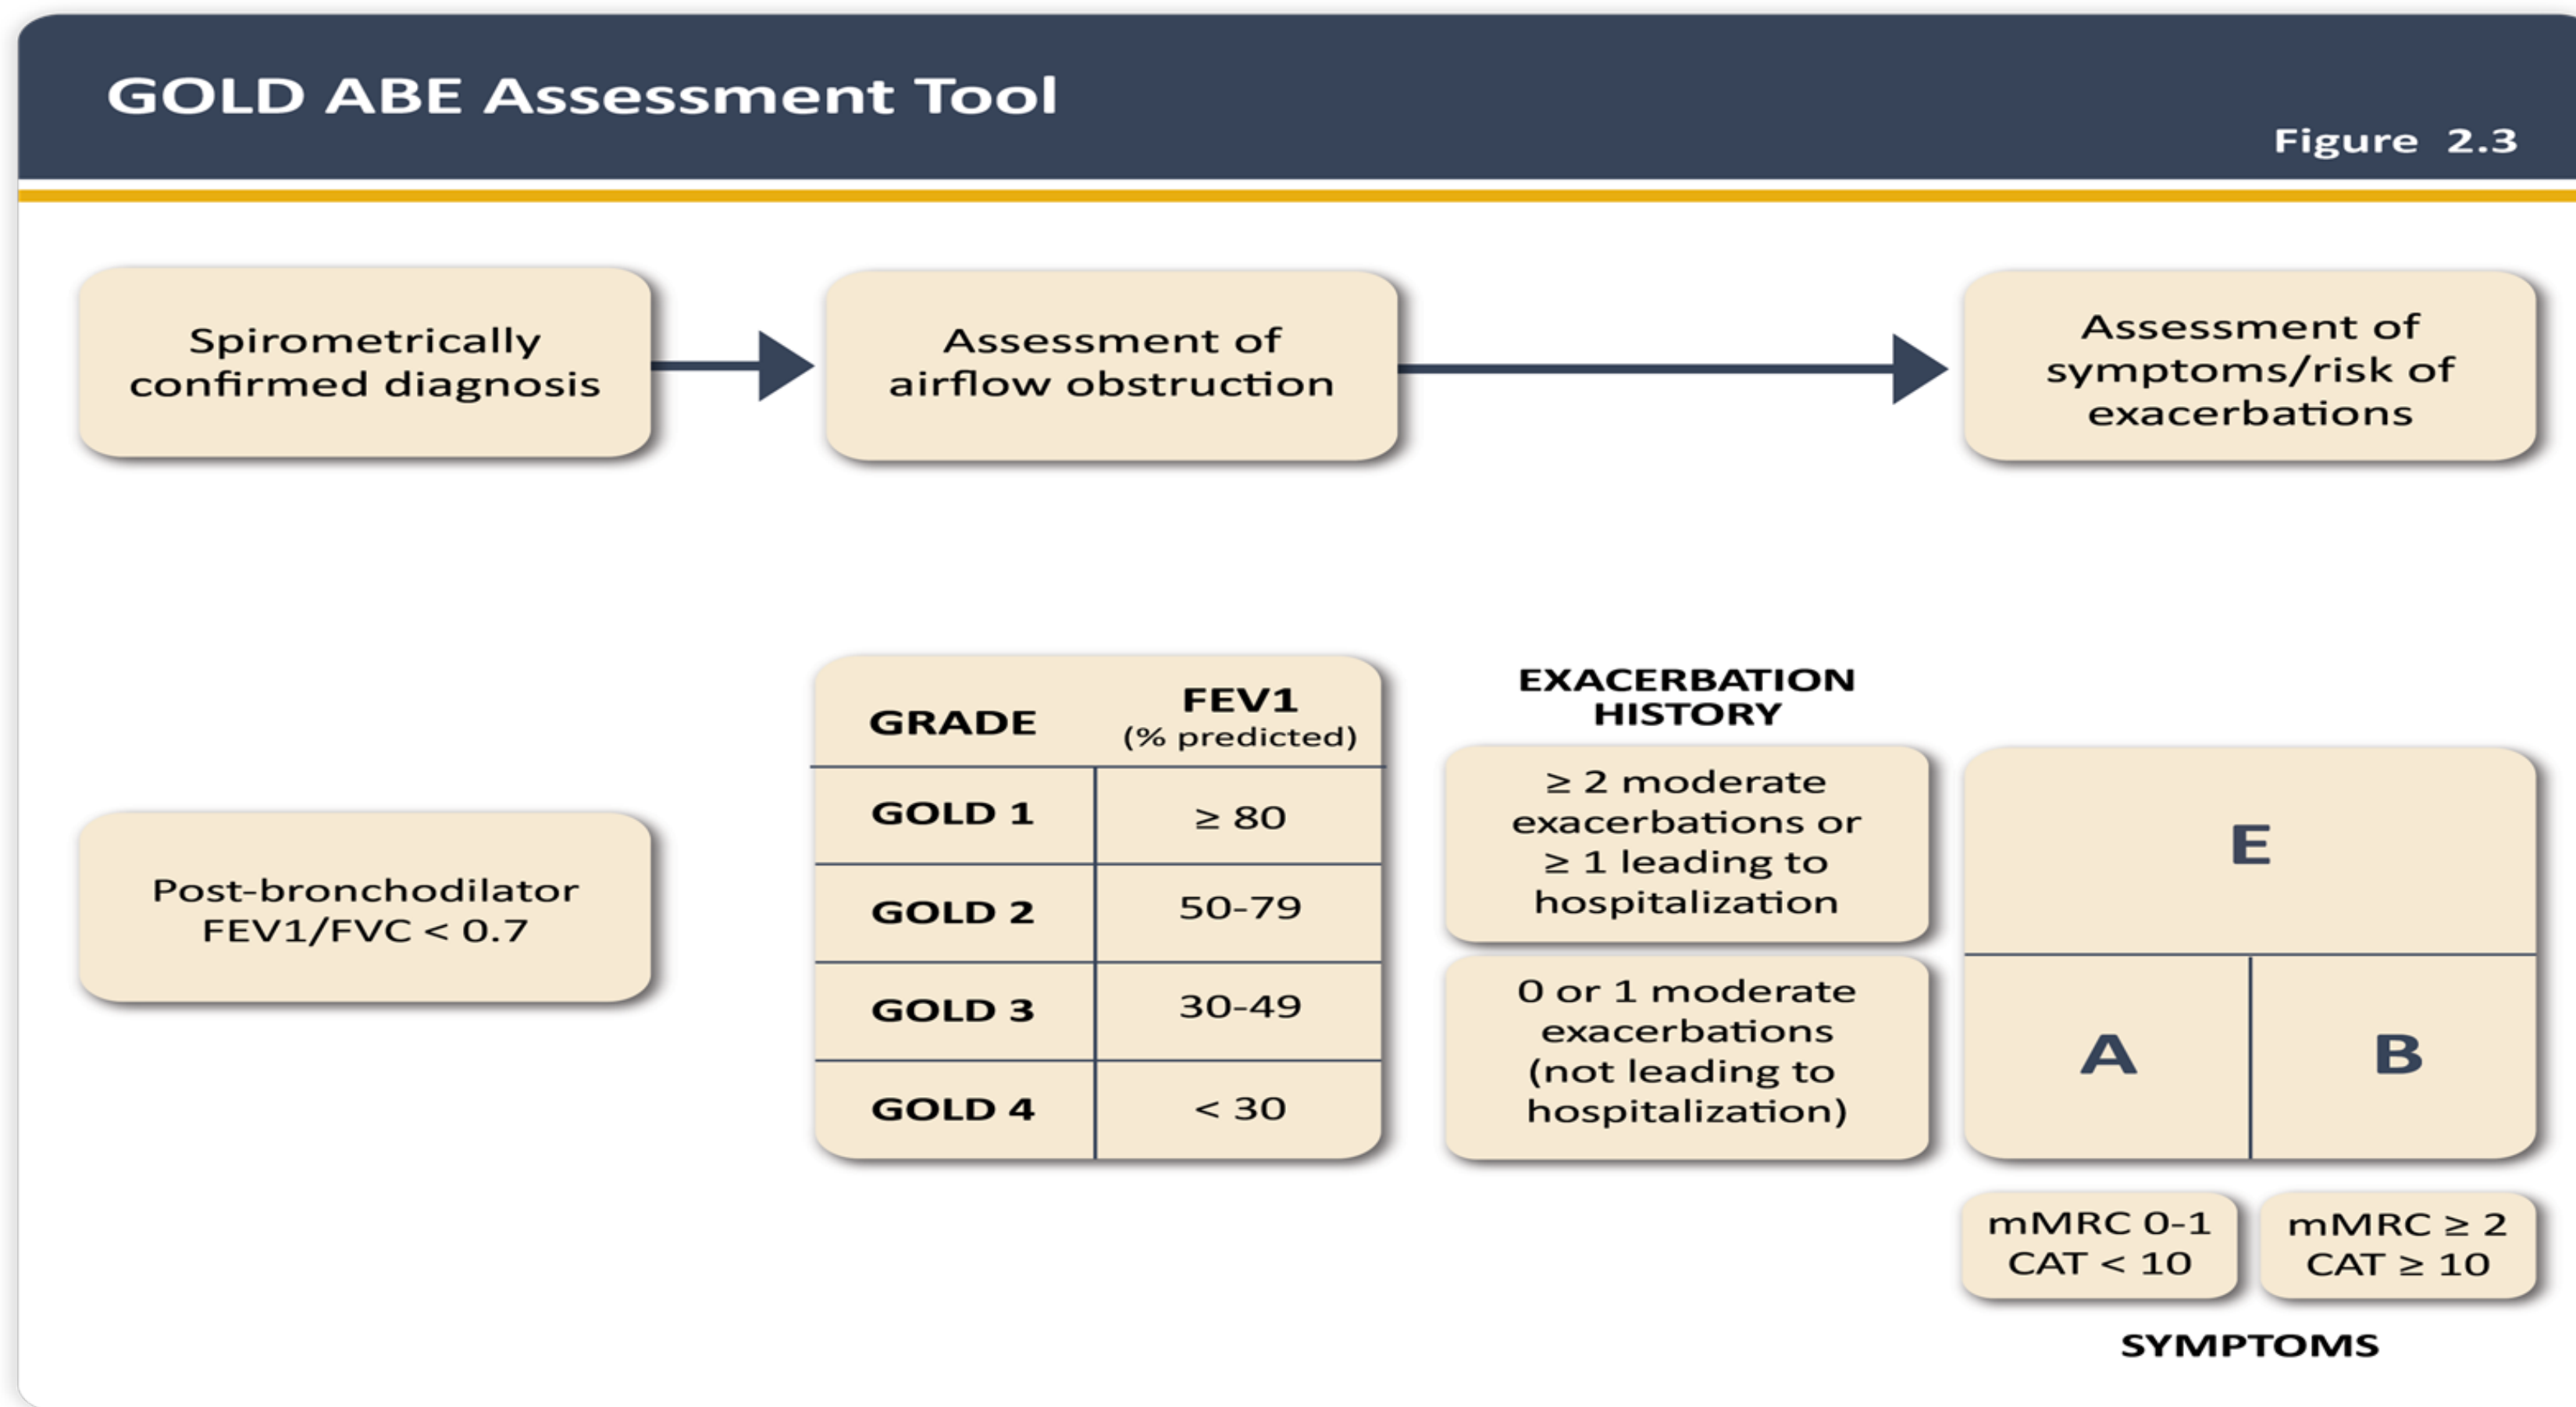 GOLD ABE Assessment Tool
Figure 2.3
Spirometrically
confirmed diagnosis
Assessment of
airflow obstruction
Assessment of
symptoms/risk of
exacerbations
Post-bronchodilator
FEV1/FVC < 0.7
GRADE
FEV1
(% predicted)
GOLD 1
≥ 80
GOLD 2
50-79
GOLD 3
30-49
GOLD 4
< 30
EXACERBATION
HISTORY
≥ 2 moderate
exacerbations or
≥ 1 leading to
hospitalization
0 or 1 moderate
exacerbations
(not leading to
hospitalization)
E
A
B
mMRC 0-1
CAT < 10
mMRC ≥ 2
CAT ≥ 10
SYMPTOMS